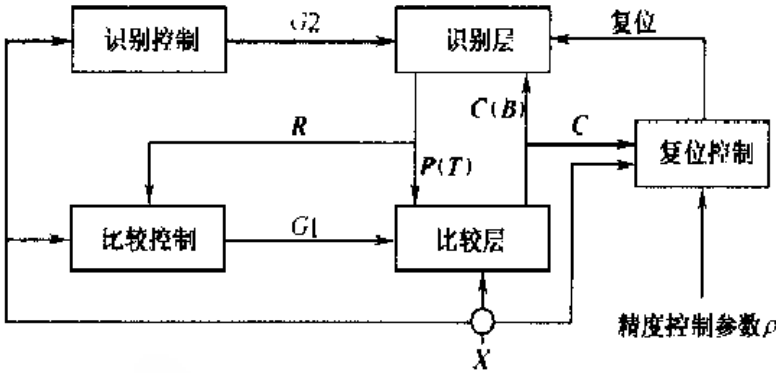 识别控制
G2
识别层
复位
C(B)
C
R
P(T)
复位控制
比较控制
G1
比较层
精度控制参数ρ
X